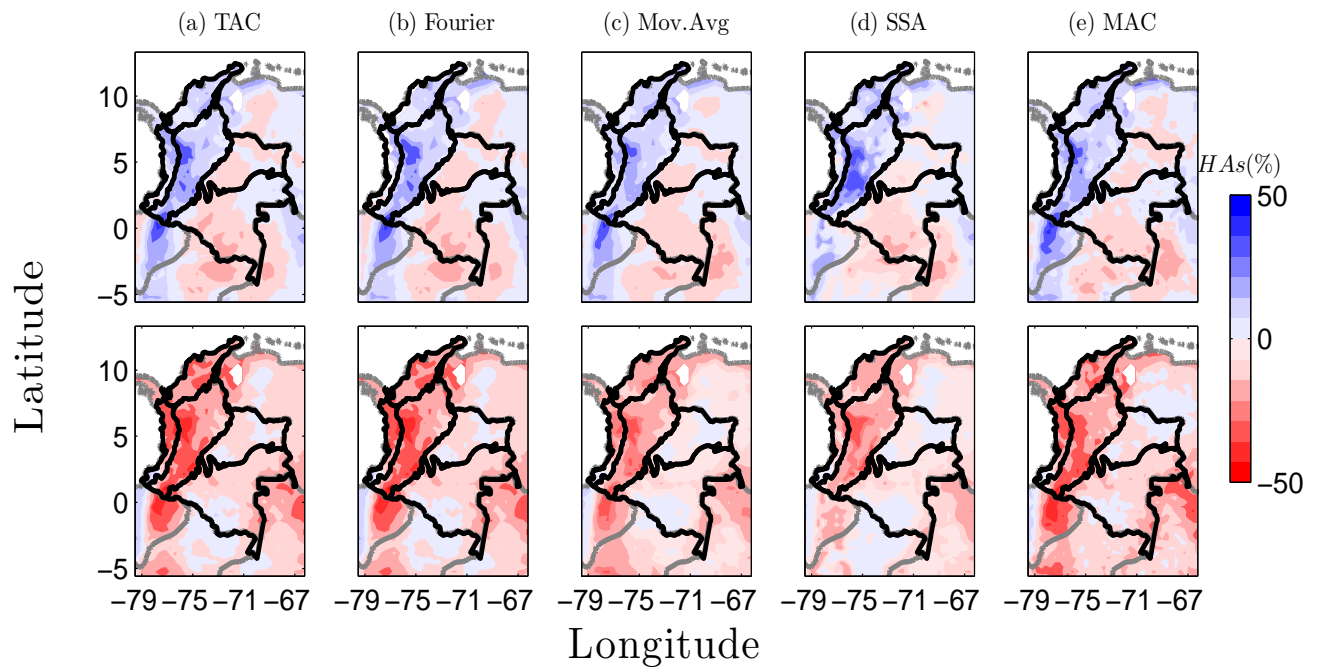 (a) TAC
(b) Fourier
(c) Mov.Avg
(d) SSA
(e) MAC
10
5
0
−5
HAs(%)
50
0
−50
10
5
0
−5
−79 −75 −71 −67
−79 −75 −71 −67
−79 −75 −71 −67
−79 −75 −71 −67
−79 −75 −71 −67
Latitude
Longitude